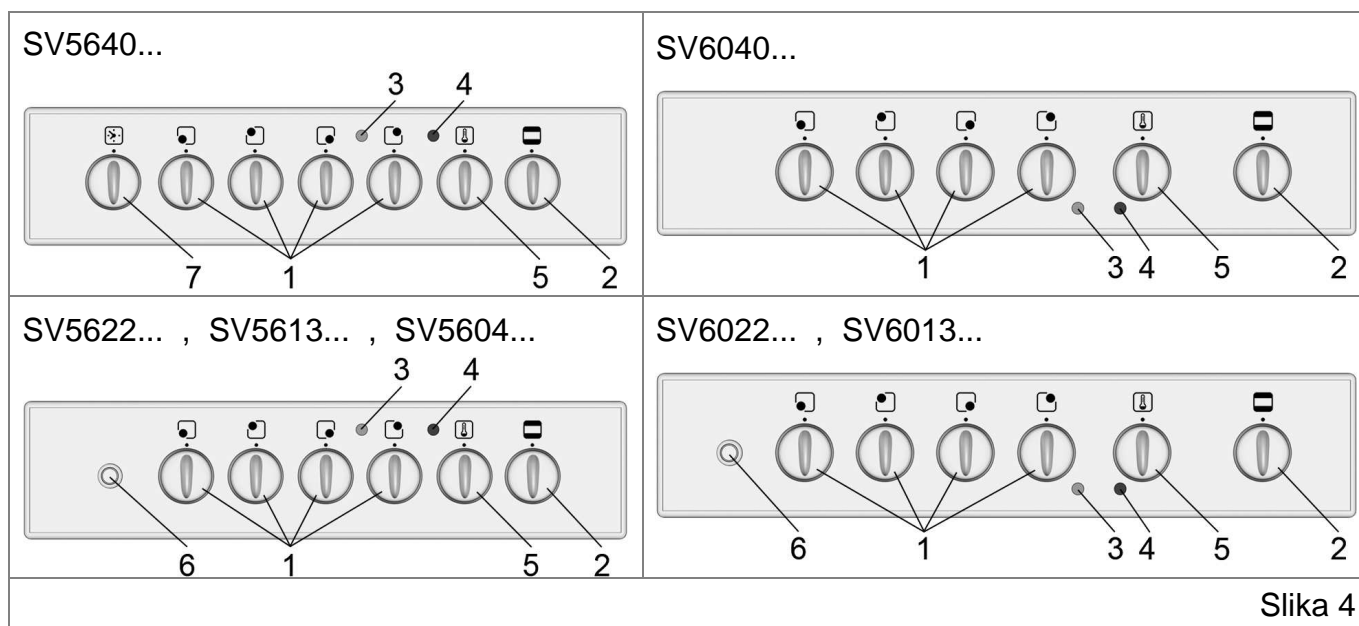 SV5640...
3 4
7 1 5 2
SV6040...
1 3 4 5 2
SV5622... , SV5613... , SV5604...
3 4
6 1 5 2
SV6022... , SV6013...
6 1 3 4 5 2
Slika 4